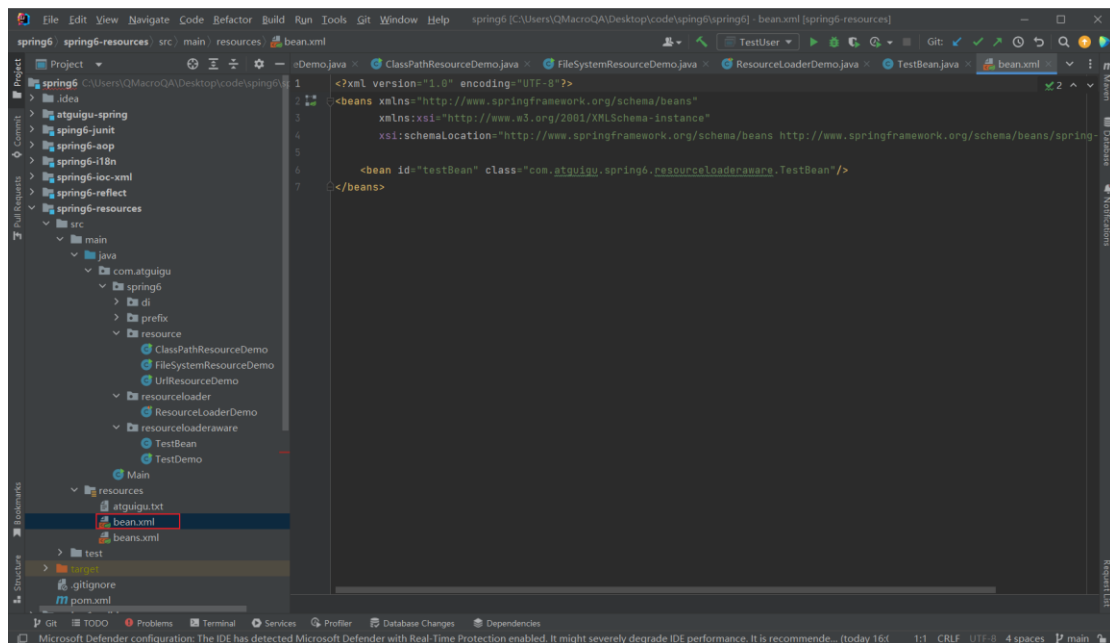 File Edit View Navigate Code Refactor Build Run Tools Git Window Help spring6 [C:\Users\QMacroQA\Desktop\code\sping6\spring6] - bean.xml [spring6-resources]
spring6 spring6-resources src main resources bean.xml TestUser Git:
Project eDemo.java ClassPathResourceDemo.java FileSystemResourceDemo.java ResourceLoaderDemo.java TestBean.java bean.xml
spring6 C:\Users\QMacroQA\Desktop\code\sping6\s
.idea
atguigu-spring
sping6-junit
spring6-aop
spring6-i18n
spring6-ioc-xml
spring6-reflect
spring6-resources
src
main
java
com.atguigu
spring6
di
prefix
resource
ClassPathResourceDemo
FileSystemResourceDemo
UrlResourceDemo
resourceloader
ResourceLoaderDemo
resourceloaderaware
TestBean
TestDemo
Main
resources
atguigu.txt
bean.xml
beans.xml
test
target
.gitignore
pom.xml
1 <?xml version="1.0" encoding="UTF-8"?>
2 <beans xmlns="http://www.springframework.org/schema/beans"
3 xmlns:xsi="http://www.w3.org/2001/XMLSchema-instance"
4 xsi:schemaLocation="http://www.springframework.org/schema/beans http://www.springframework.org/schema/beans/spring-
5
6 <bean id="testBean" class="com.atguigu.spring6.resourceloaderaware.TestBean"/>
7 </beans>
2
Project
Commit
Pull Requests
Bookmarks
Structure
Maven
Database
Notifications
Request List
Git TODO Problems Terminal Services Profiler Database Changes Dependencies
Microsoft Defender configuration: The IDE has detected Microsoft Defender with Real-Time Protection enabled. It might severely degrade IDE performance. It is recommende... (today 16:( 1:1 CRLF UTF-8 4 spaces main